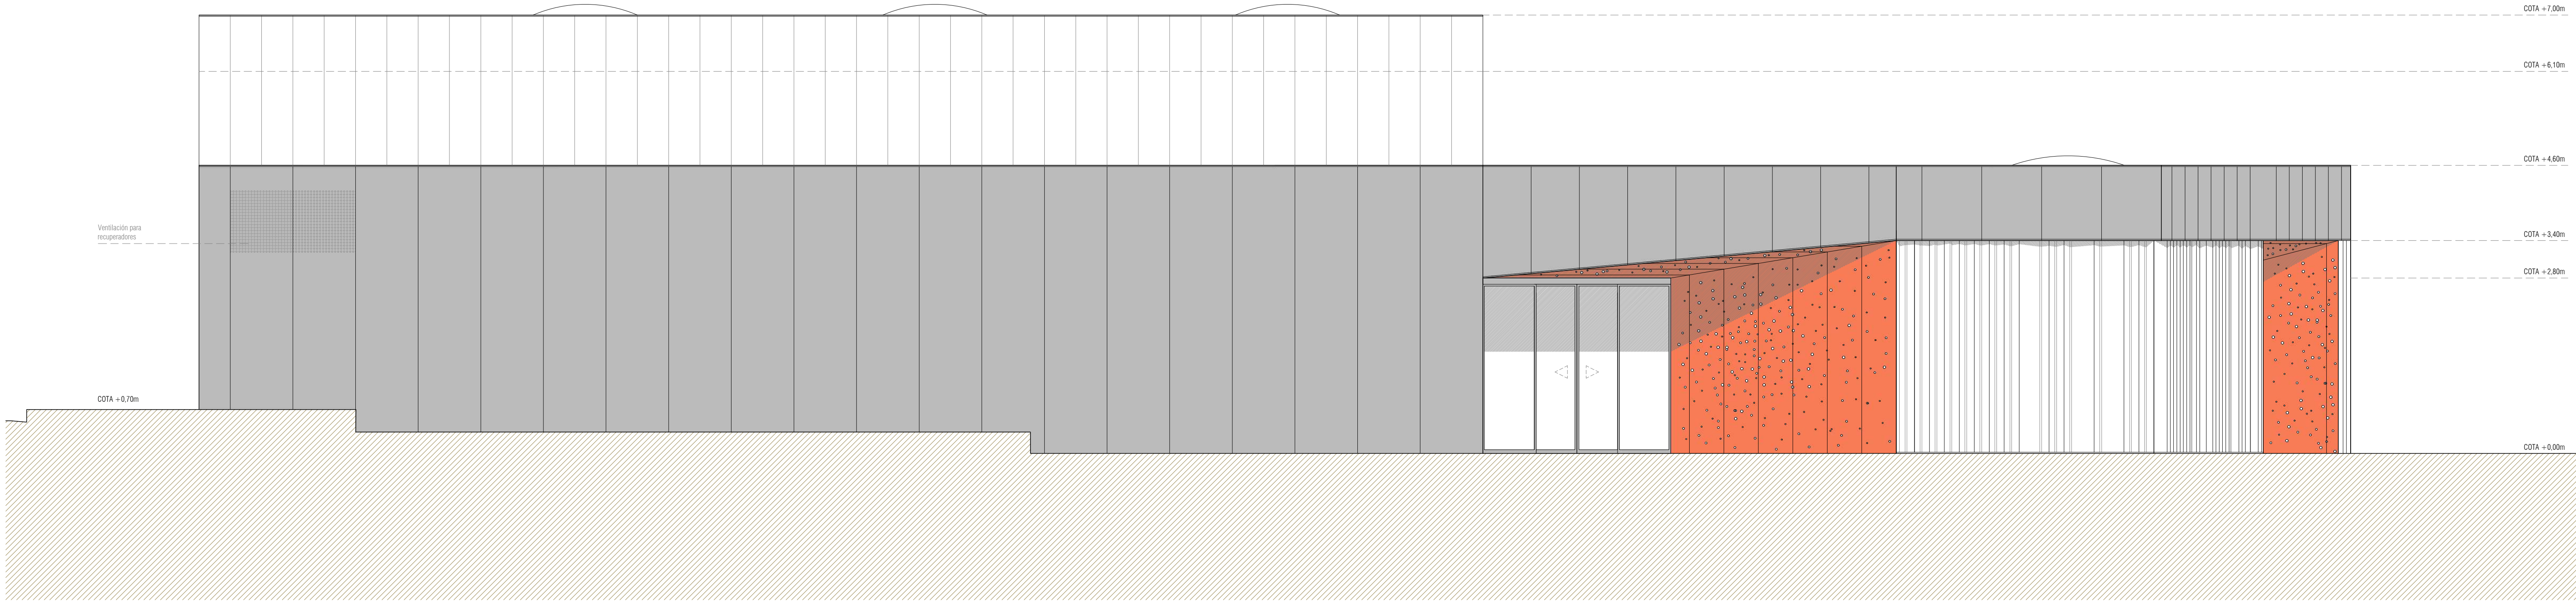 COTA +7,00m
COTA +6,10m
COTA +4,60m
Ventilación para
recuperadores
COTA +3,40m
COTA +2,80m
COTA +0,70m
COTA +0,00m